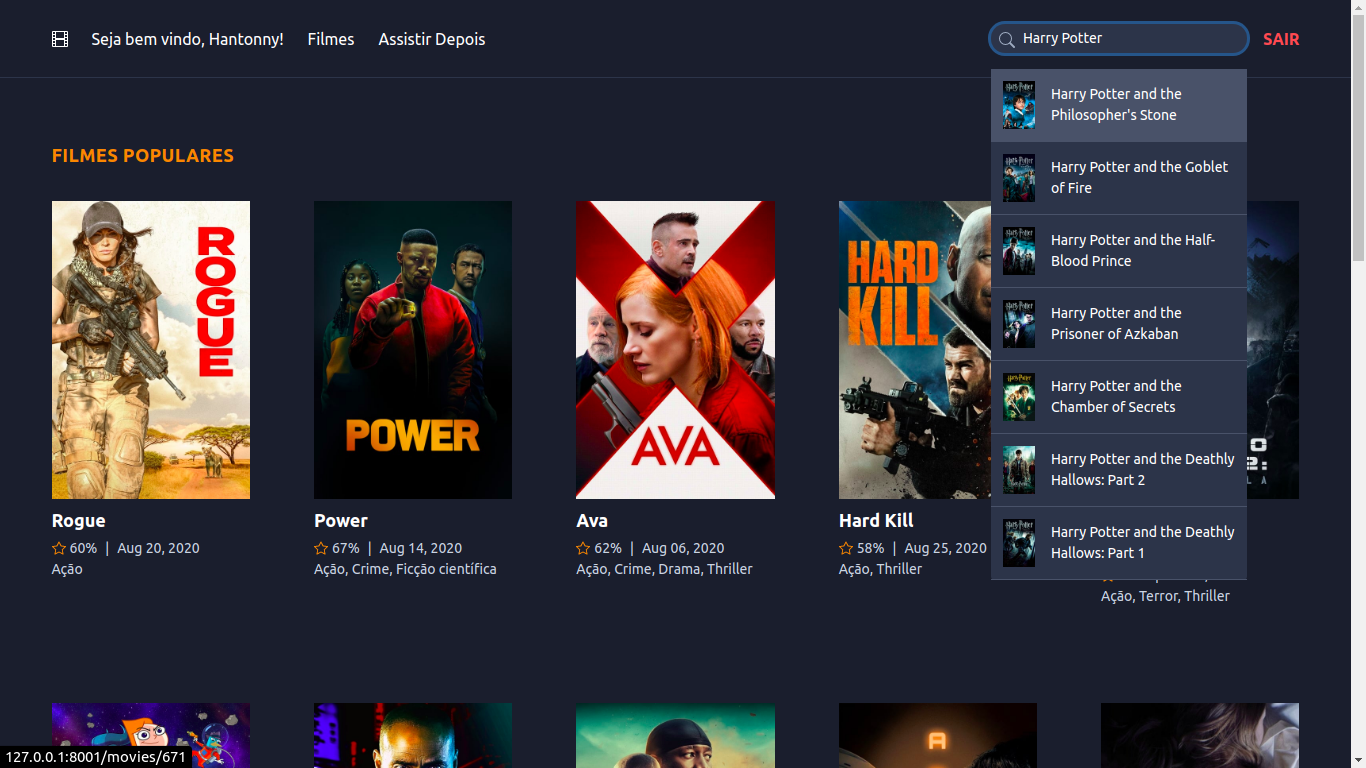 Seja bem vindo, Hantonny! Filmes Assistir Depois Harry Potter SAIR
Harry Potter and the
Philosopher's Stone
Harry Potter and the Goblet
of Fire
Harry Potter and the Half-
Blood Prince
Harry Potter and the
Prisoner of Azkaban
Harry Potter and the
Chamber of Secrets
Harry Potter and the Deathly
Hallows: Part 2
Harry Potter and the Deathly
Hallows: Part 1
FILMES POPULARES
ROGUE
POWER
AVA
HARD
KILL
Rogue
60% | Aug 20, 2020
Ação
Power
67% | Aug 14, 2020
Ação, Crime, Ficção científica
Ava
62% | Aug 06, 2020
Ação, Crime, Drama, Thriller
Hard Kill
58% | Aug 25, 2020
Ação, Thriller
Ação, Terror, Thriller
A
127.0.0.1:8001/movies/671